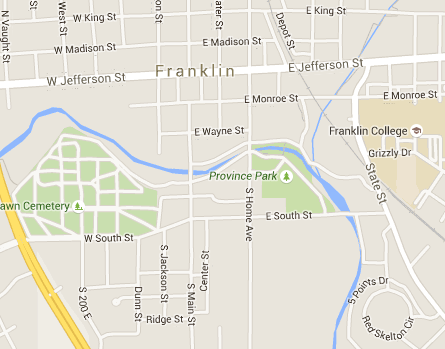 W King St
E King St
N Vaught St
West St
ater St
Depot St
W Madison St
E Madison St
W Jefferson St
Franklin
E Jefferson St
E Monroe St
E Monroe St
E Wayne St
Franklin College
Grizzly Dr
State St
Province Park
awn Cemetery
S Home Ave
E South St
W South St
S Jackson St
Center St
S Main St
S 200 E
Dunn St
Ridge St
5 Points Dr
Red Skelton Cir